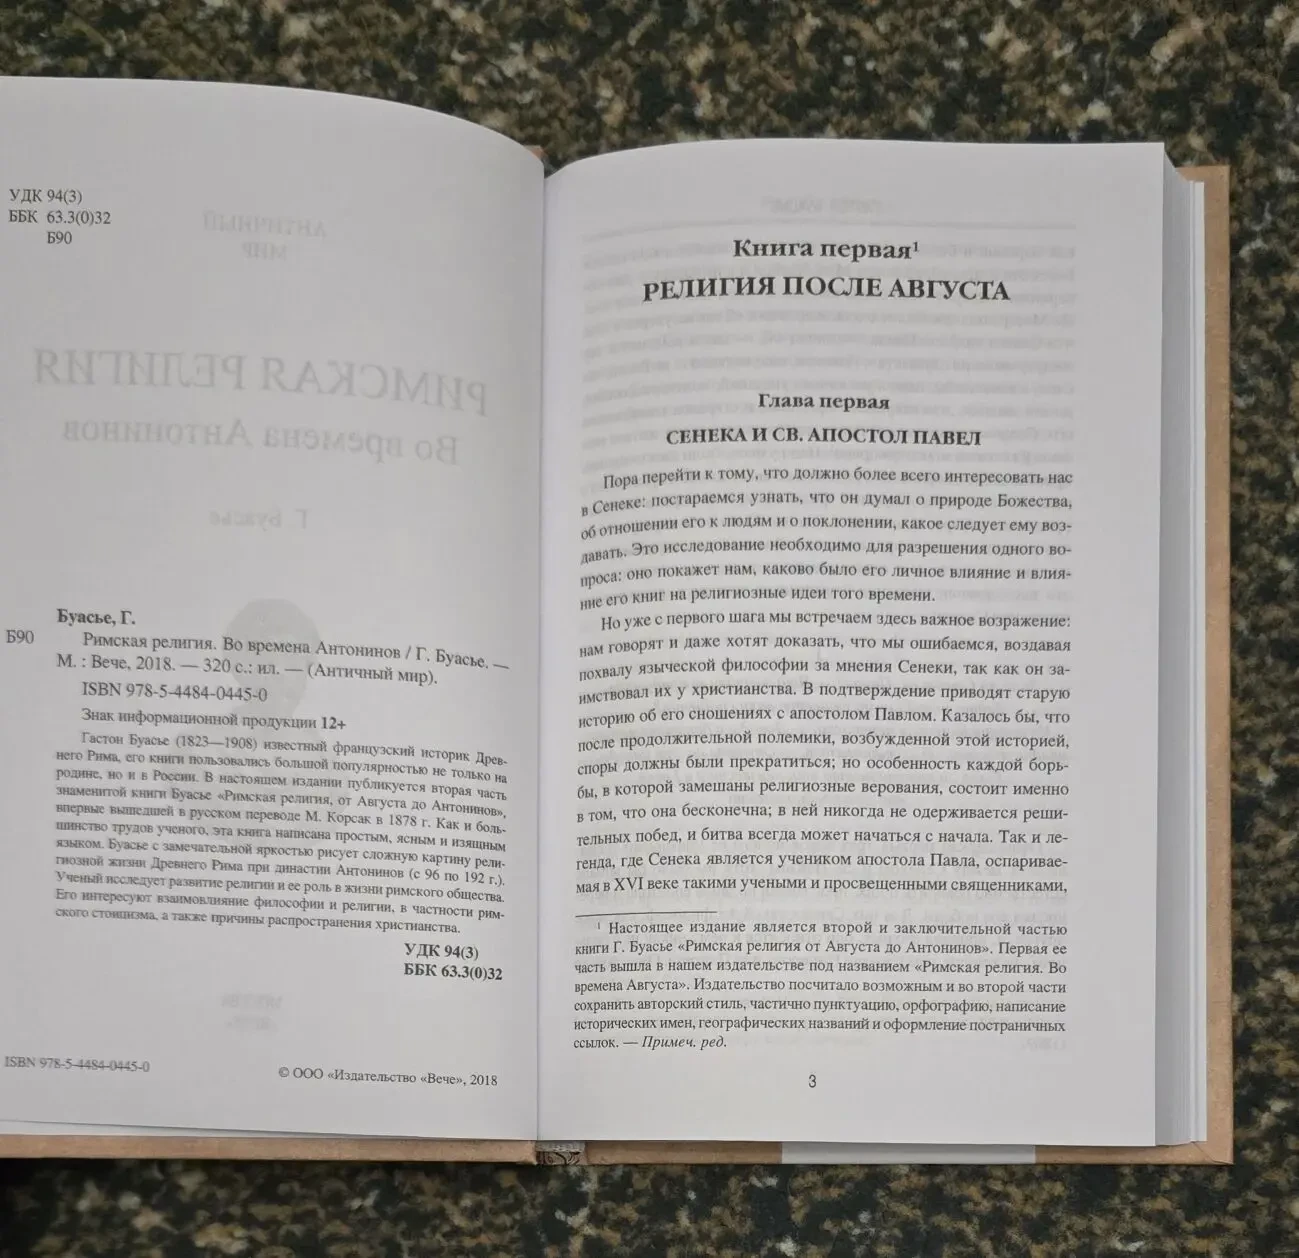 УДК 94(3)
ББК 63.3(0)32
Б90
Буасье, Г.
Б90 Римская религия. Во времена Антонинов / Г. Буасье. —
М. : Вече, 2018. — 320 с.: ил. — (Античный мир).
ISBN 978-5-4484-0445-0
Знак информационной продукции 12+
Гастон Буасье (1823—1908) известный французский историк Древ-
него Рима, его книги пользовались большой популярностью не только на
родине, но и в России. В настоящем издании публикуется вторая часть
знаменитой книги Буасье «Римская религия, от Августа до Антонинов»,
впервые вышедшей в русском переводе М. Корсак в 1878 г. Как и боль-
шинство трудов ученого, эта книга написана простым, ясным и изящным
языком. Буасье с замечательной яркостью рисует сложную картину рели-
гиозной жизни Древнего Рима при династии Антонинов (с 96 по 192 г.).
Ученый исследует развитие религии и ее роль в жизни римского общества.
Его интересуют взаимовлияние философии и религии, в частности рим-
ского стоицизма, а также причины распространения христианства.
УДК 94(3)
ББК 63.3(0)32
ISBN 978-5-4484-0445-0
© ООО «Издательство «Вече», 2018
Книга первая¹
РЕЛИГИЯ ПОСЛЕ АВГУСТА
Глава первая
СЕНЕКА И СВ. АПОСТОЛ ПАВЕЛ
Пора перейти к тому, что должно более всего интересовать нас
в Сенеке: постараемся узнать, что он думал о природе Божества,
об отношении его к людям и о поклонении, какое следует ему воз-
давать. Это исследование необходимо для разрешения одного во-
проса: оно покажет нам, каково было его личное влияние и влия-
ние его книг на религиозные идеи того времени.
Но уже с первого шага мы встречаем здесь важное возражение:
нам говорят и даже хотят доказать, что мы ошибаемся, воздавая
похвалу языческой философии за мнения Сенеки, так как он за-
имствовал их у христианства. В подтверждение приводят старую
историю об его сношениях с апостолом Павлом. Казалось бы, что
после продолжительной полемики, возбужденной этой историей,
споры должны были прекратиться; но особенность каждой борь-
бы, в которой замешаны религиозные верования, состоит именно
в том, что она бесконечна; в ней никогда не одерживается реши-
тельных побед, и битва всегда может начаться с начала. Так и ле-
генда, где Сенека является учеником апостола Павла, оспаривае-
мая в XVI веке такими учеными и просвещенными священниками,
¹ Настоящее издание является второй и заключительной частью
книги Г. Буасье «Римская религия от Августа до Антонинов». Первая ее
часть вышла в нашем издательстве под названием «Римская религия. Во
времена Августа». Издательство посчитало возможным и во второй части
сохранить авторский стиль, частично пунктуацию, орфографию, написание
исторических имен, географических названий и оформление постраничных
ссылок. — Примеч. ред.
3